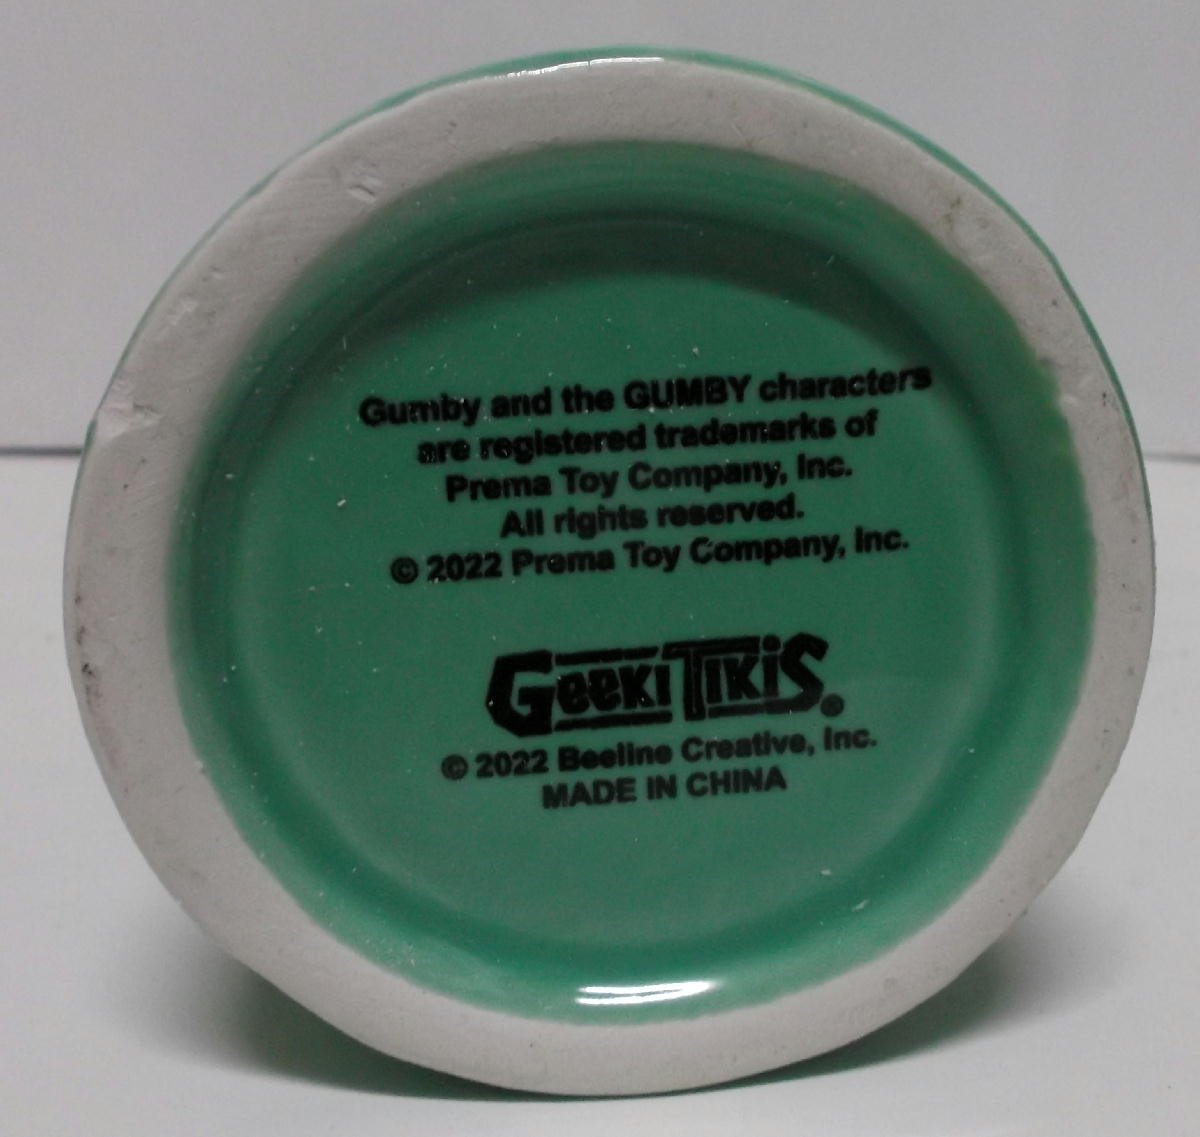 Gumby and the GUMBY characters
are registered trademarks of
Prema Toy Company, Inc.
All rights reserved.
© 2022 Prema Toy Company, Inc.
GEEKI TIKIS®
© 2022 Beeline Creative, Inc.
MADE IN CHINA